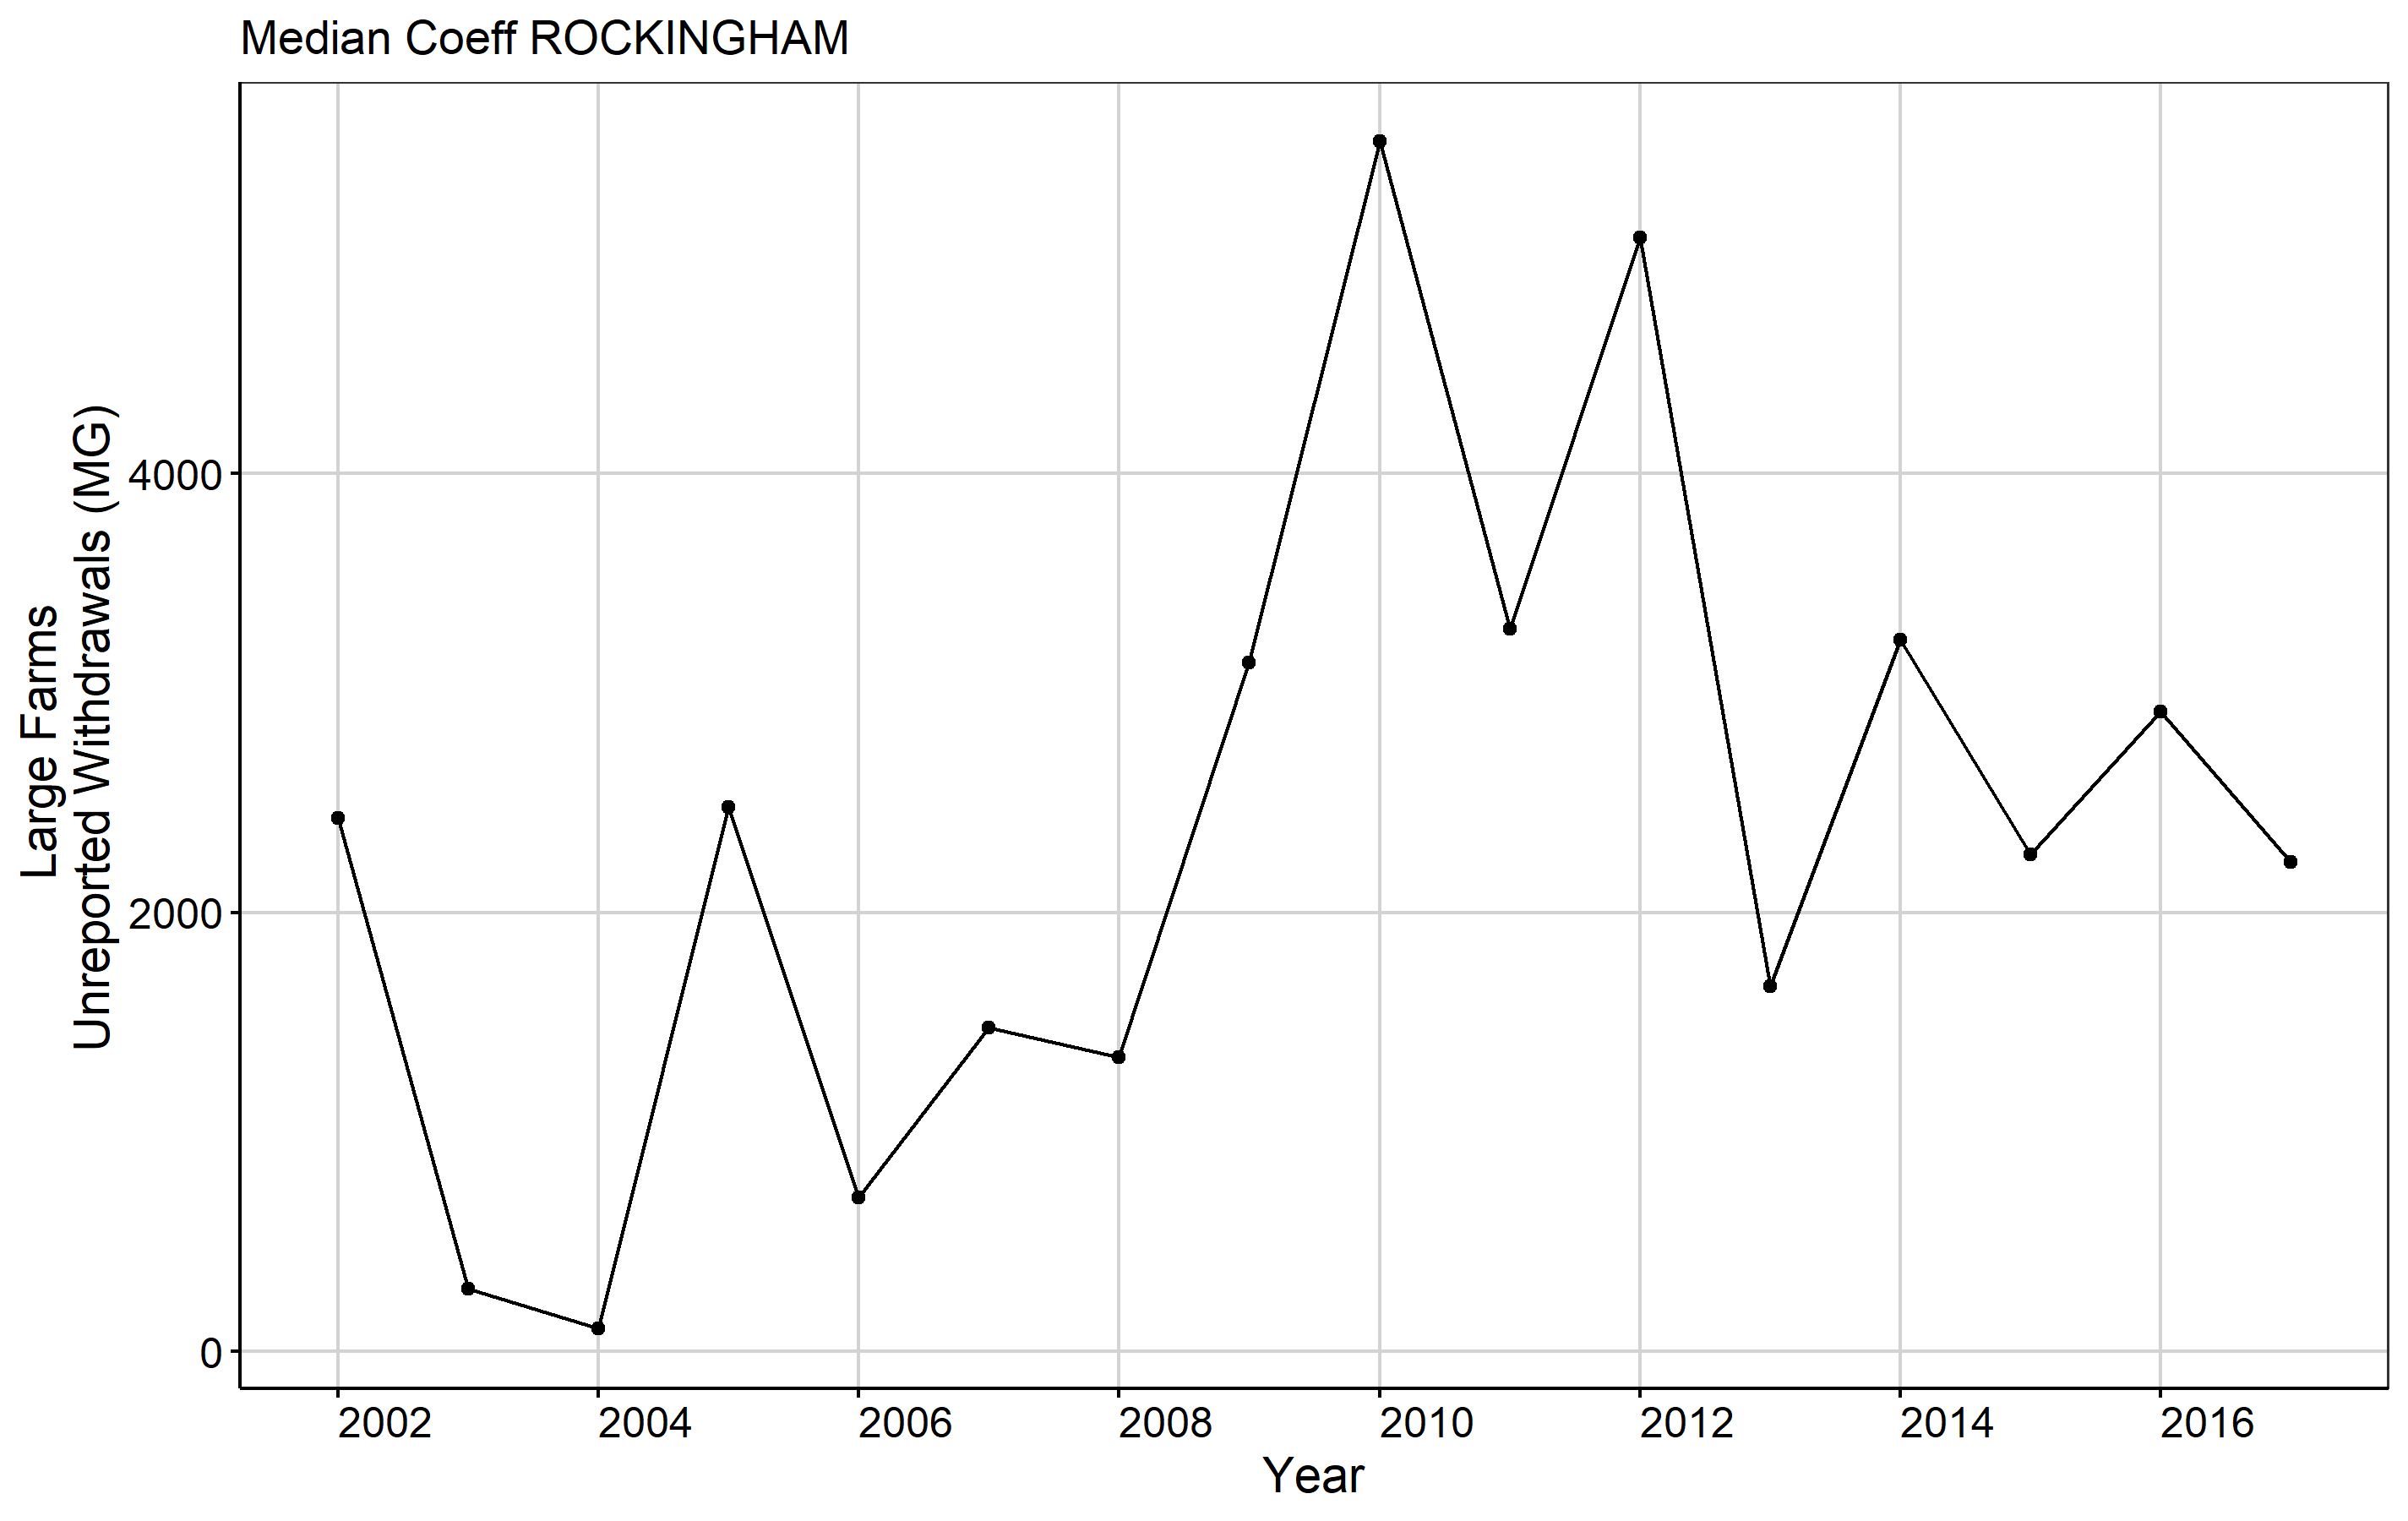 Median Coeff ROCKINGHAM
Large Farms
Unreported Withdrawals (MG)
4000
2000
0
2002 2004 2006 2008 2010 2012 2014 2016
Year